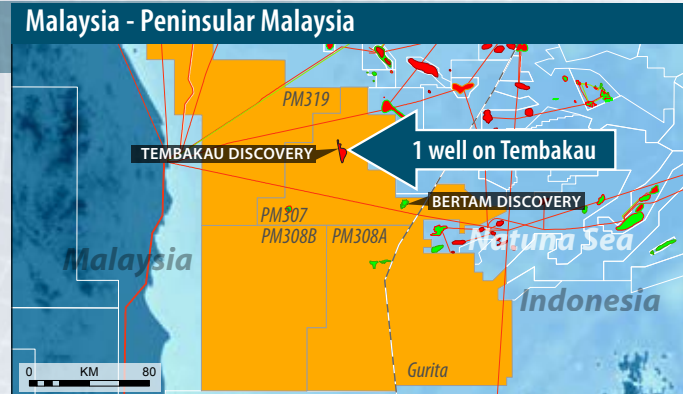 Malaysia - Peninsular Malaysia
PM319
TEMBAKAU DISCOVERY
1 well on Tembakau
BERTAM DISCOVERY
PM307
PM308B
PM308A
Natuna Sea
Malaysia
Indonesia
Gurita
0 KM 80